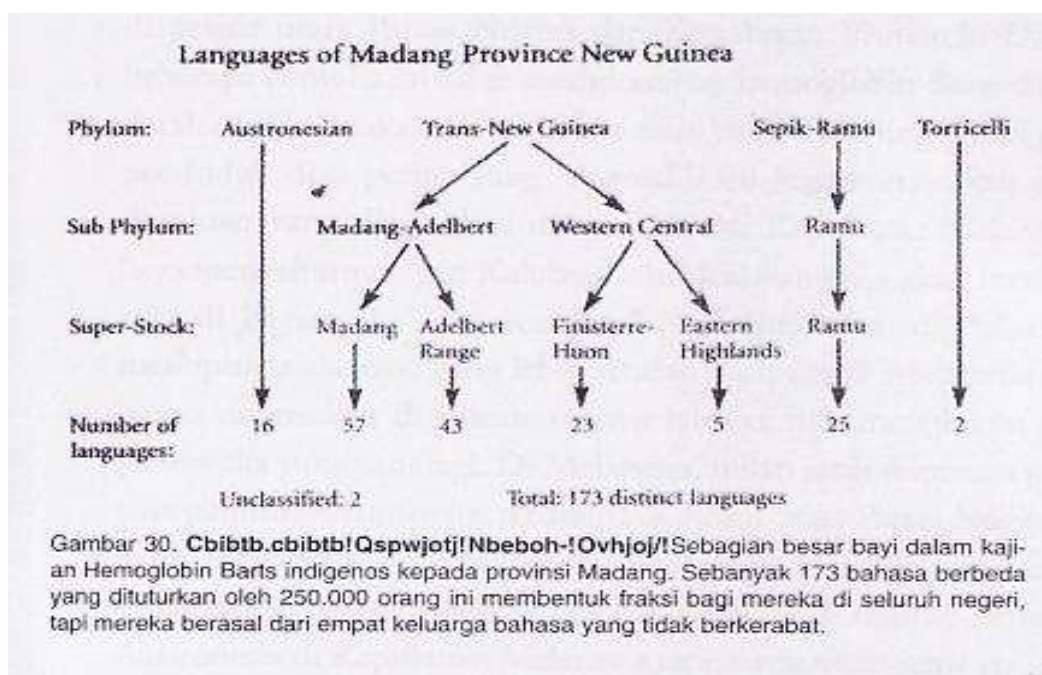 Languages of Madang Province New Guinea
Phylum: Austronesian Trans-New Guinea Sepik-Ramu Torricelli
Sub Phylum: Madang-Adelbert Western Central Ramu
Super-Stock: Madang Adelbert Finisterre- Eastern Ramu
Range Huon Highlands
Number of 16 57 43 23 5 25 2
languages:
Unclassified: 2 Total: 173 distinct languages
Gambar 30. Cbibtb.cbibtb!Qspwjotj!Nbeboh-!Ovhjoj/!Sebagian besar bayi dalam kaji-
an Hemoglobin Barts indigenos kepada provinsi Madang. Sebanyak 173 bahasa berbeda
yang dituturkan oleh 250.000 orang ini membentuk fraksi bagi mereka di seluruh negeri,
tapi mereka berasal dari empat keluarga bahasa yang tidak berkerabat.